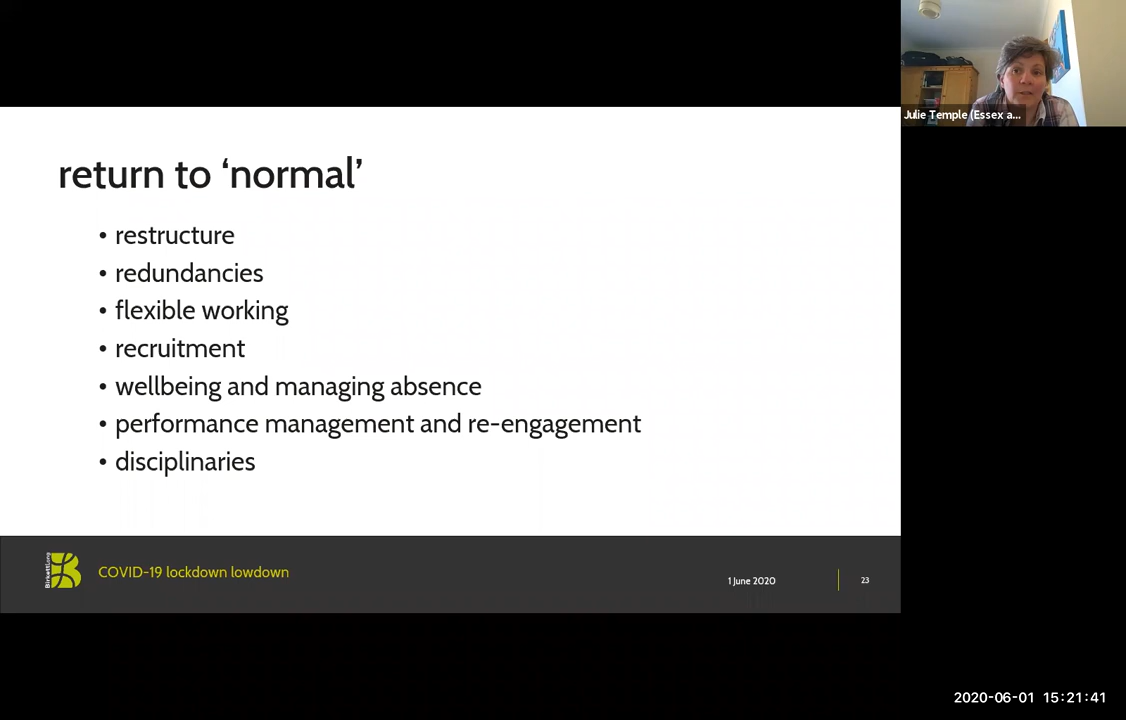 Julie Temple (Essex a...
return to ‘normal’
• restructure
• redundancies
• flexible working
• recruitment
• wellbeing and managing absence
• performance management and re-engagement
• disciplinaries
BirkettLong
COVID-19 lockdown lowdown
1 June 2020
23
2020-06-01 15:21:41